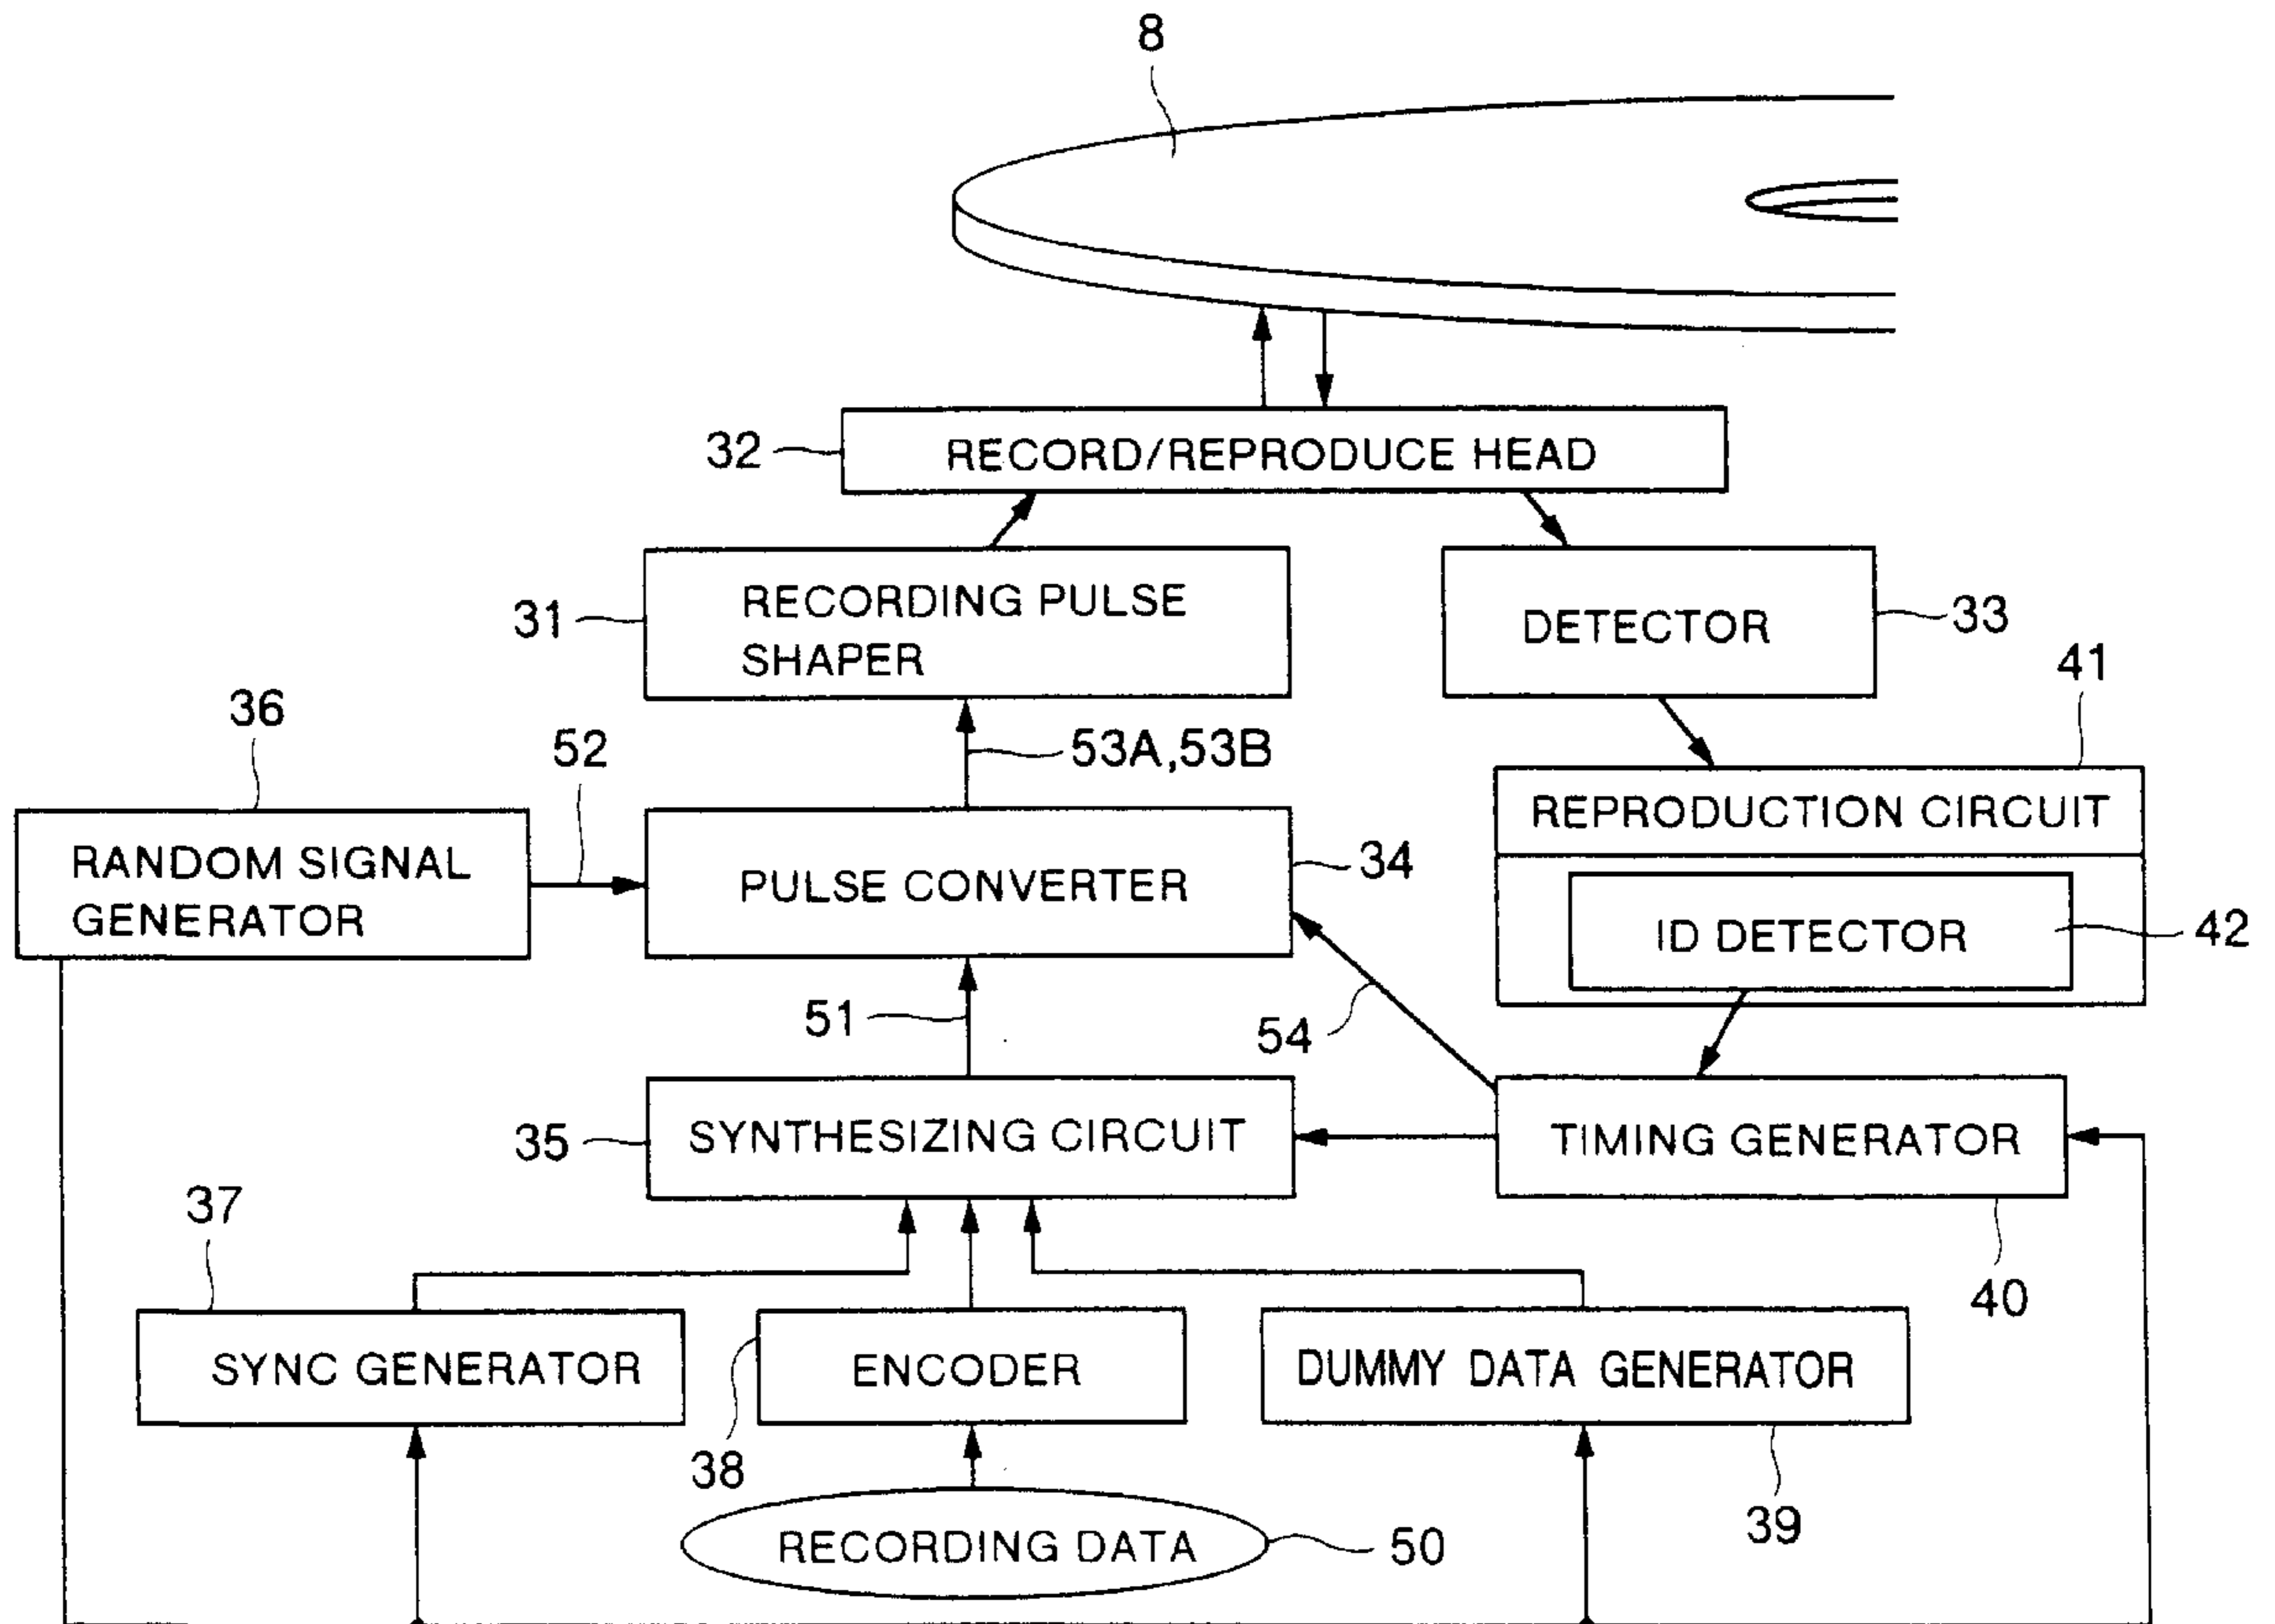 8
32
RECORD/REPRODUCE HEAD
31
RECORDING PULSE
SHAPER
DETECTOR
33
41
36
52
53A,53B
RANDOM SIGNAL
GENERATOR
PULSE CONVERTER
34
REPRODUCTION CIRCUIT
ID DETECTOR
42
51
54
35
SYNTHESIZING CIRCUIT
TIMING GENERATOR
37
40
SYNC GENERATOR
ENCODER
DUMMY DATA GENERATOR
38
39
RECORDING DATA
50